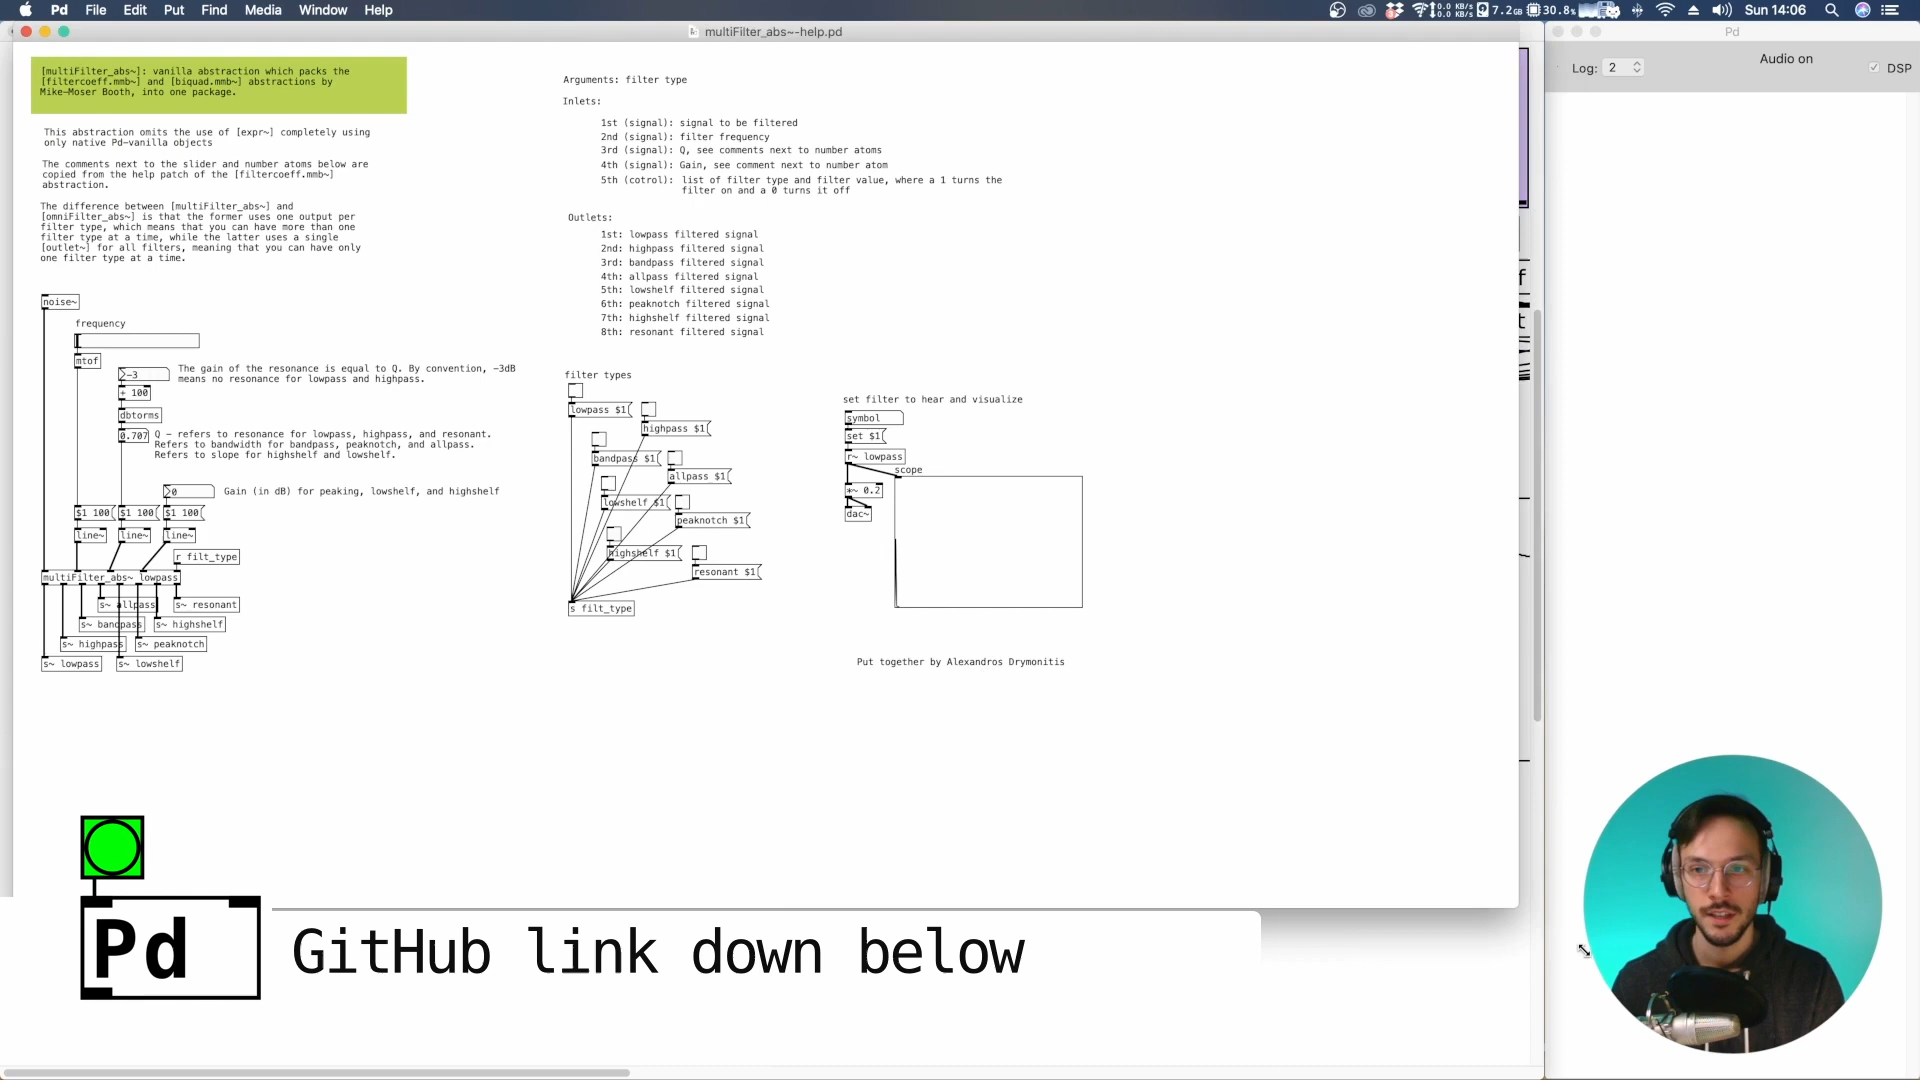 Pd File Edit Put Find Media Window Help
0.0 KB/s
0.0 KB/s
7.2GB
30.8%
Sun 14:06
multiFilter_abs~-help.pd
Pd
Log: 2
Audio on
DSP
[multiFilter_abs~]: vanilla abstraction which packs the
[filtercoeff.mmb~] and [biquad.mmb~] abstractions by
Mike-Moser Booth, into one package.
This abstraction omits the use of [expr~] completely using
only native Pd-vanilla objects
The comments next to the slider and number atoms below are
copied from the help patch of the [filtercoeff.mmb~]
abstraction.
The difference between [multiFilter_abs~] and
[omniFilter_abs~] is that the former uses one output per
filter type, which means that you can have more than one
filter type at a time, while the latter uses a single
[outlet~] for all filters, meaning that you can have only
one filter type at a time.
noise~
frequency
mtof
-3
The gain of the resonance is equal to Q. By convention, -3dB
means no resonance for lowpass and highpass.
+ 100
dbtorms
0.707
Q - refers to resonance for lowpass, highpass, and resonant.
Refers to bandwidth for bandpass, peaknotch, and allpass.
Refers to slope for highshelf and lowshelf.
0
Gain (in dB) for peaking, lowshelf, and highshelf
$1 100
$1 100
$1 100
line~
line~
line~
r filt_type
multiFilter_abs~ lowpass
s~ allpass
s~ resonant
s~ bandpass
s~ highshelf
s~ highpass
s~ peaknotch
s~ lowpass
s~ lowshelf
Arguments: filter type
Inlets:
1st (signal): signal to be filtered
2nd (signal): filter frequency
3rd (signal): Q, see comments next to number atoms
4th (signal): Gain, see comment next to number atom
5th (cotrol): list of filter type and filter value, where a 1 turns the
filter on and a 0 turns it off
Outlets:
1st: lowpass filtered signal
2nd: highpass filtered signal
3rd: bandpass filtered signal
4th: allpass filtered signal
5th: lowshelf filtered signal
6th: peaknotch filtered signal
7th: highshelf filtered signal
8th: resonant filtered signal
filter types
lowpass $1
highpass $1
bandpass $1
allpass $1
lowshelf $1
peaknotch $1
highshelf $1
resonant $1
s filt_type
set filter to hear and visualize
symbol
set $1
r~ lowpass
scope
*~ 0.2
dac~
Put together by Alexandros Drymonitis
f
t
Pd
GitHub link down below